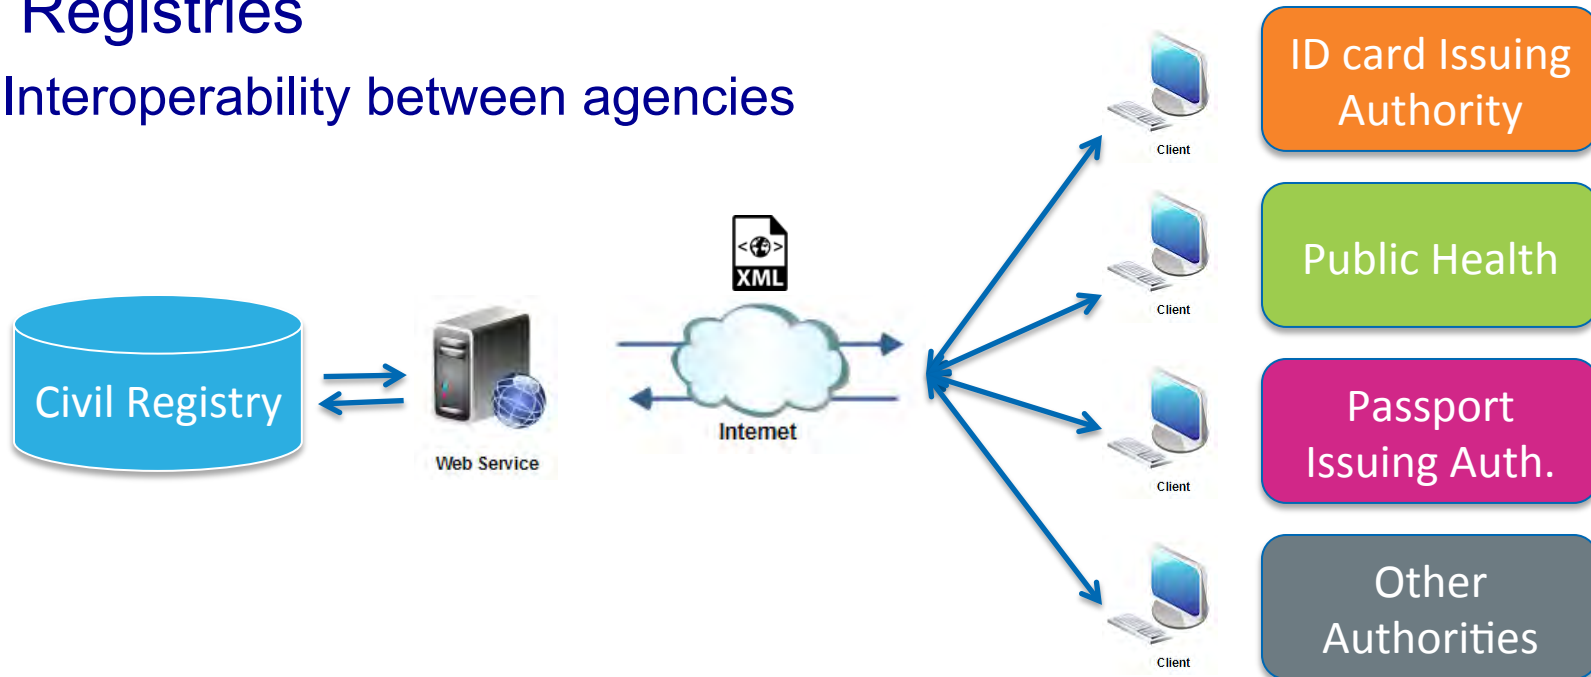 Registries
Interoperability between agencies
Civil Registry
Web Service
<
>
XML
Internet
Client
ID card Issuing
Authority
Client
Public Health
Client
Passport
Issuing Auth.
Client
Other
Authorities